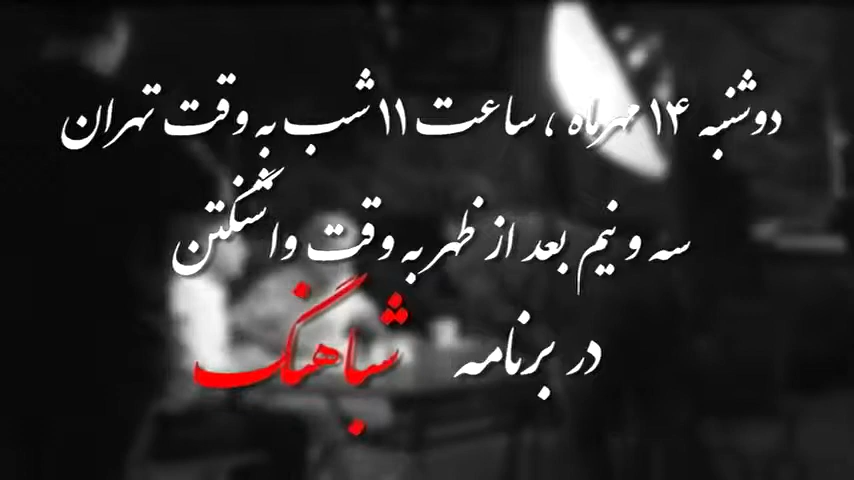 دوشنبه ۱۴ مهرماه ، ساعت ۱۱ شب به وقت تهران
سه و نیم بعد از ظهر به وقت واشنگتن
در برنامه شباهنگ